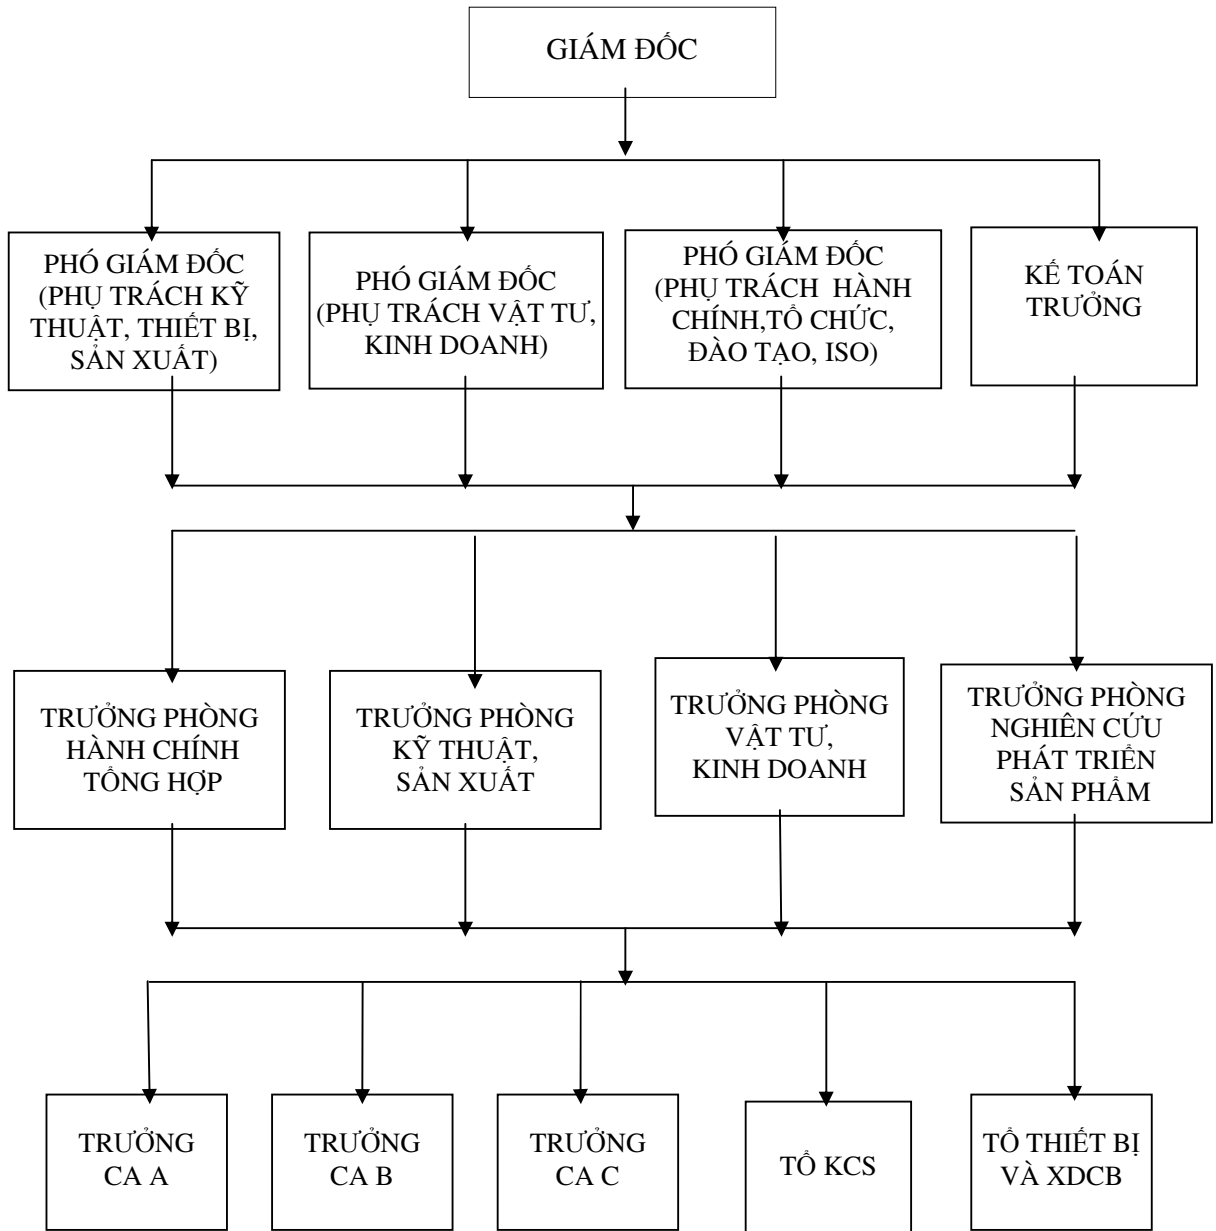 GIÁM ĐỐC
PHÓ GIÁM ĐỐC
(PHỤ TRÁCH KỸ
THUẬT, THIẾT BỊ,
SẢN XUẤT)
PHÓ GIÁM ĐỐC
(PHỤ TRÁCH VẬT TƯ,
KINH DOANH)
PHÓ GIÁM ĐỐC
(PHỤ TRÁCH HÀNH
CHÍNH,TỔ CHỨC,
ĐÀO TẠO, ISO)
KẾ TOÁN
TRƯỞNG
TRƯỞNG PHÒNG
HÀNH CHÍNH
TỔNG HỢP
TRƯỞNG PHÒNG
KỸ THUẬT,
SẢN XUẤT
TRƯỞNG PHÒNG
VẬT TƯ,
KINH DOANH
TRƯỞNG PHÒNG
NGHIÊN CỨU
PHÁT TRIỂN
SẢN PHẨM
TRƯỞNG
CA A
TRƯỞNG
CA B
TRƯỞNG
CA C
TỔ KCS
TỔ THIẾT BỊ
VÀ XDCB